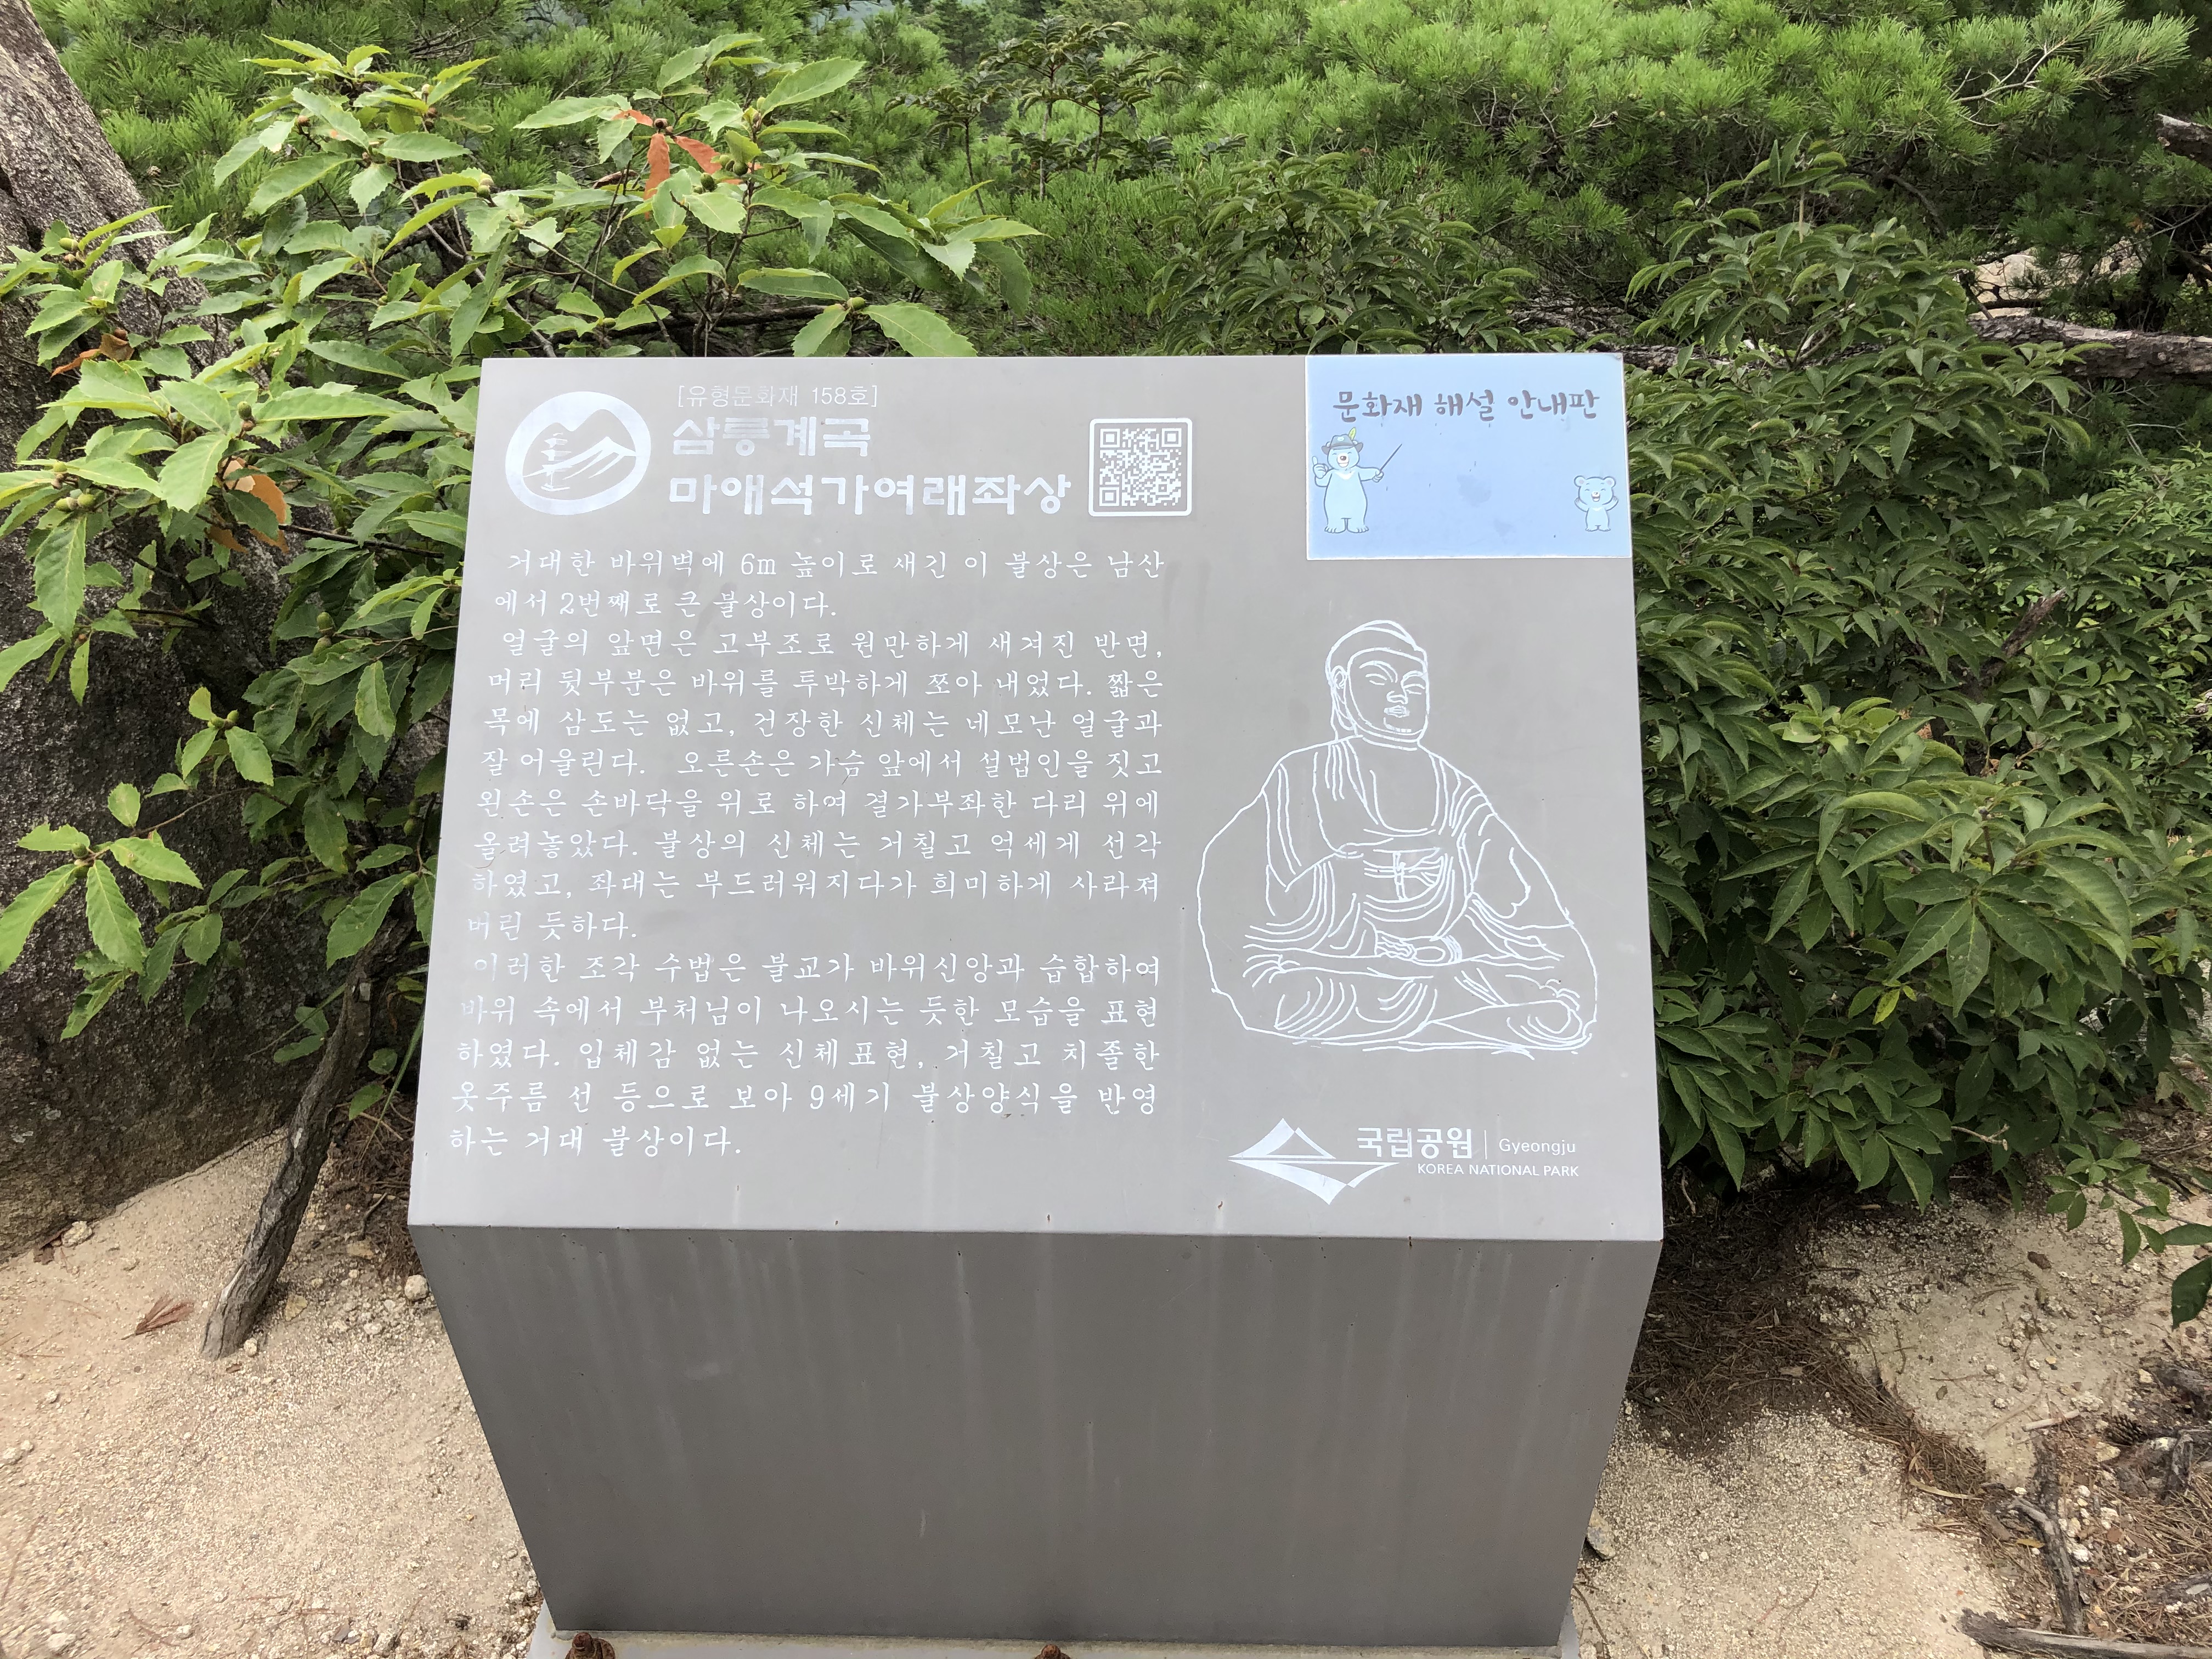 [유형문화재 158호]
삼릉계곡
마애석가여래좌상
문화재 해설 안내판
거대한 바위벽에 6m 높이로 새긴 이 불상은 남산
에서 2번째로 큰 불상이다.
얼굴의 앞면은 고부조로 원만하게 새겨진 반면,
머리 뒷부분은 바위를 투박하게 쪼아 내었다. 짧은
목에 삼도는 없고, 건장한 신체는 네모난 얼굴과
잘 어울린다. 오른손은 가슴 앞에서 설법인을 짓고
왼손은 손바닥을 위로 하여 결가부좌한 다리 위에
올려놓았다. 불상의 신체는 거칠고 억세게 선각
하였고, 좌대는 부드러워지다가 희미하게 사라져
버린 듯하다.
이러한 조각 수법은 불교가 바위신앙과 습합하여
바위 속에서 부처님이 나오시는 듯한 모습을 표현
하였다. 입체감 없는 신체표현, 거칠고 치졸한
옷주름 선 등으로 보아 9세기 불상양식을 반영
하는 거대 불상이다.
국립공원 | Gyeongju
KOREA NATIONAL PARK